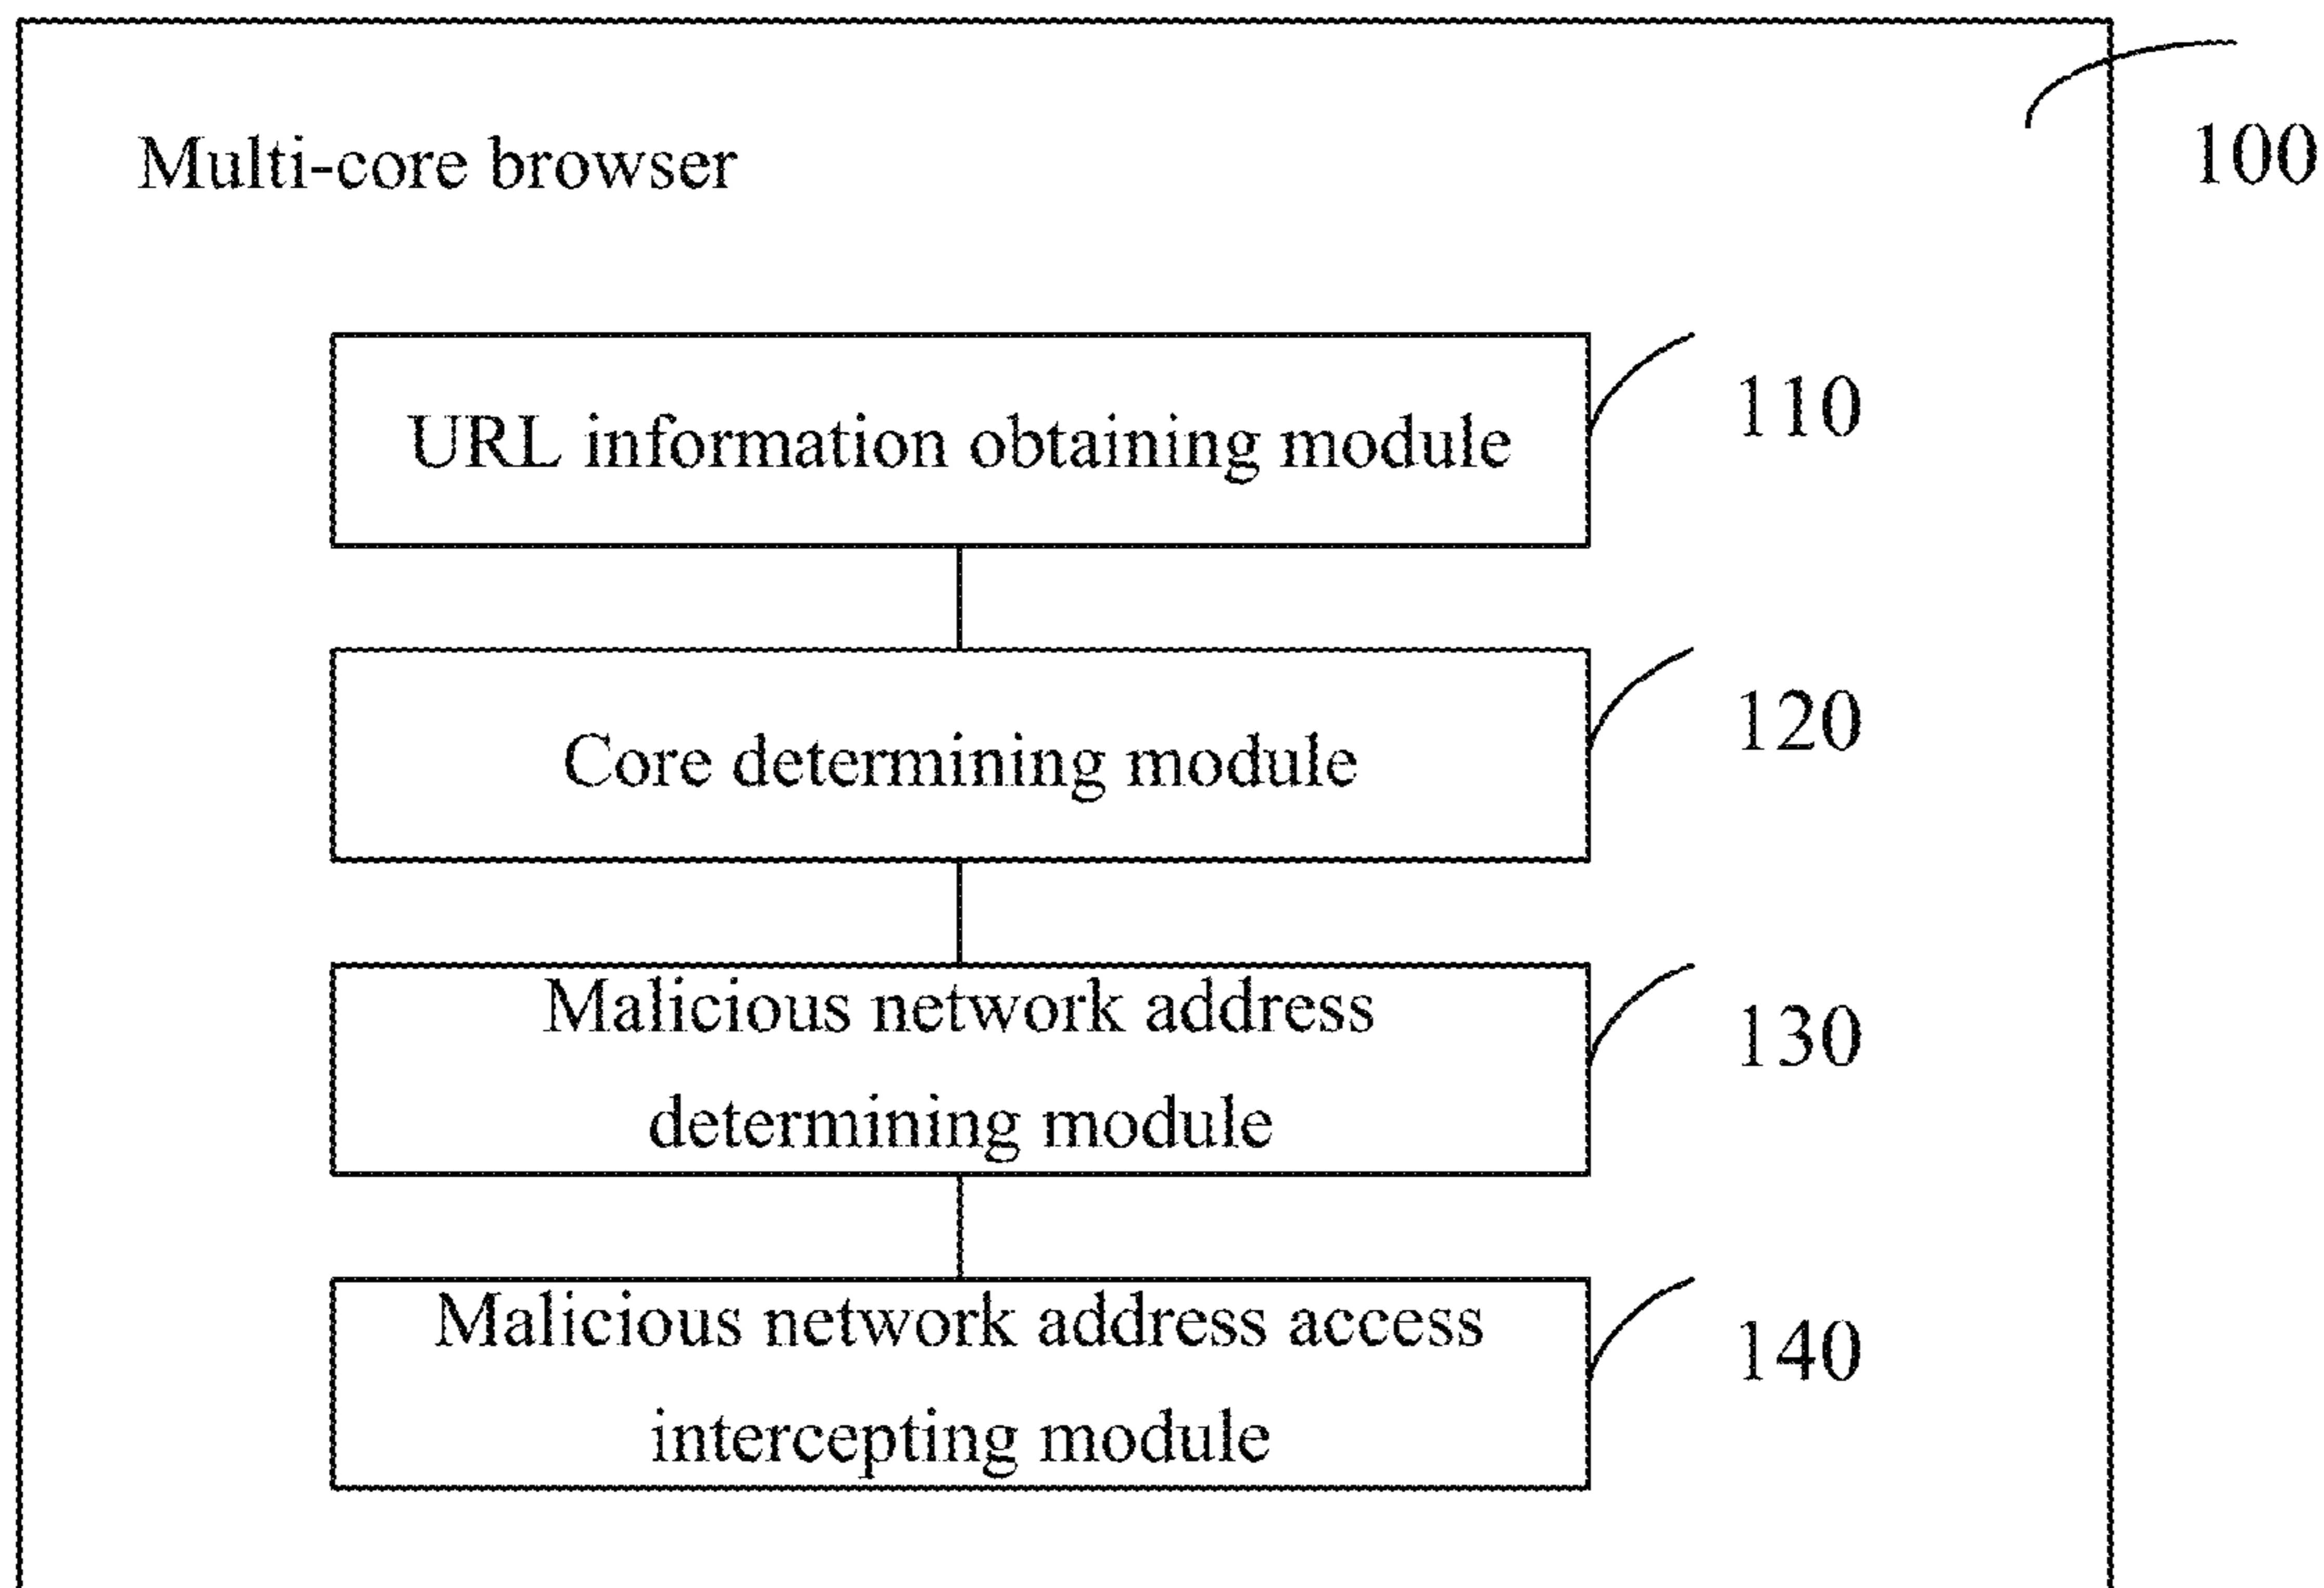 Multi-core browser
100
URL information obtaining module
110
Core determining module
120
Malicious network address
determining module
130
Malicious network address access
intercepting module
140